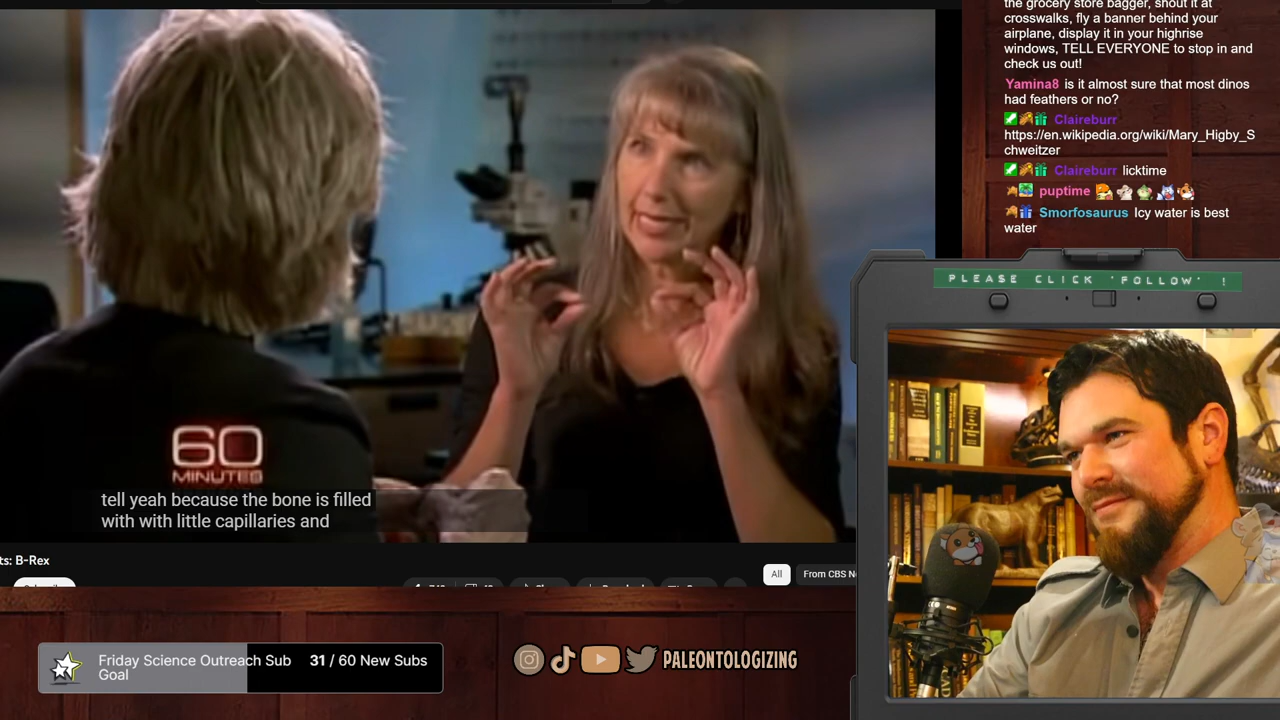 the grocery store bagger, shout it at
crosswalks, fly a banner behind your
airplane, display it in your highrise
windows, TELL EVERYONE to stop in and
check us out!
Yamina8 is it almost sure that most dinos
had feathers or no?
Claireburr
https://en.wikipedia.org/wiki/Mary_Higby_S
chweitzer
Claireburr licktime
puptime
Smorfosaurus Icy water is best
water
PLEASE CLICK 'FOLLOW' !
60
MINUTES
tell yeah because the bone is filled
with with little capillaries and
ts: B-Rex
All
From CBS Ne
Friday Science Outreach Sub
Goal
31 / 60 New Subs
PALEONTOLOGIZING